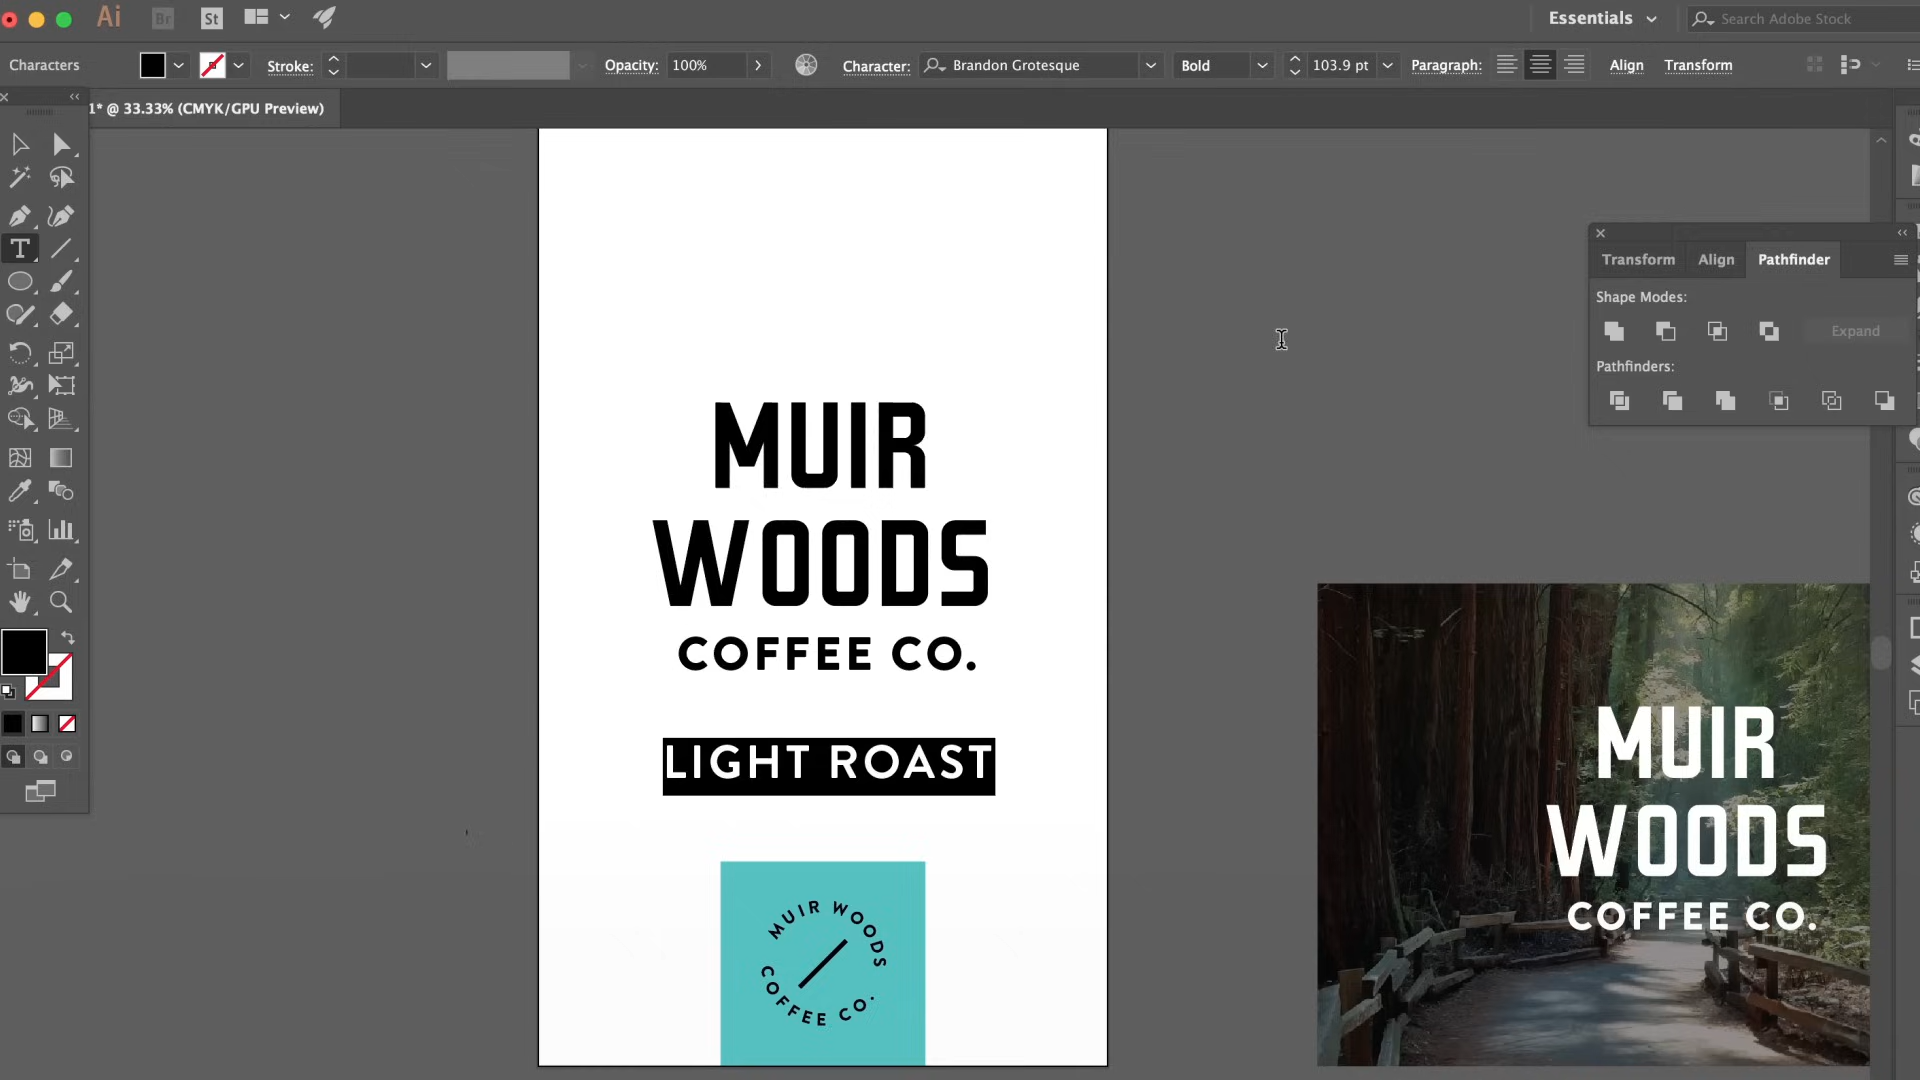 Ai Br St Essentials Search Adobe Stock
Characters Stroke: Opacity: 100% Character: Brandon Grotesque Bold 103.9 pt Paragraph: Align Transform
1* @ 33.33% (CMYK/GPU Preview)
T
Transform Align Pathfinder
Shape Modes:
Expand
Pathfinders:
MUIR
WOODS
COFFEE CO.
LIGHT ROAST
MUIR WOODS
COFFEE CO.
MUIR
WOODS
COFFEE CO.